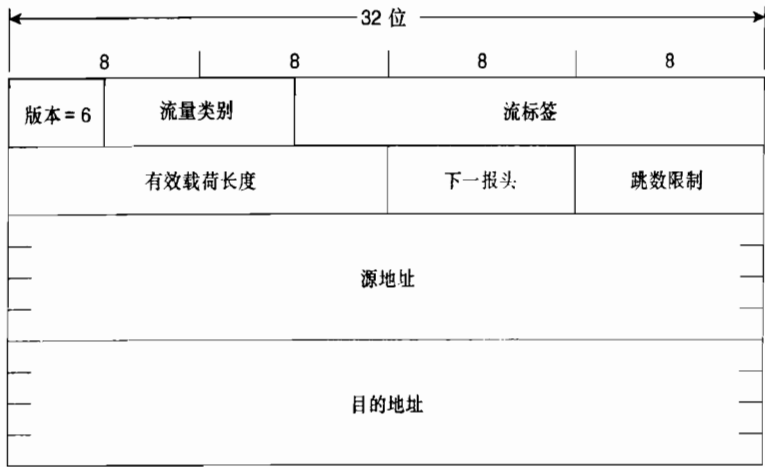 32 位
8 8 8 8
版本 = 6 流量类别 流标签
有效载荷长度 下一报头 跳数限制
源地址
目的地址